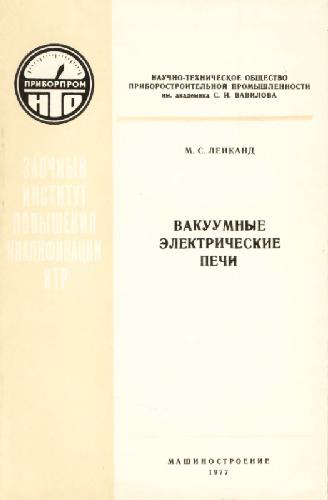 ПРИБОРПРОМ
НТО
НАУЧНО-ТЕХНИЧЕСКОЕ ОБЩЕСТВО
ПРИБОРОСТРОИТЕЛЬНОЙ ПРОМЫШЛЕННОСТИ
им. академика С. И. ВАВИЛОВА
М. С. ЛЕЙКАНД
ЗАОЧНЫЙ
ИНСТИТУТ
ПОВЫШЕНИЯ
КВАЛИФИКАЦИИ
ИТР
ВАКУУМНЫЕ
ЭЛЕКТРИЧЕСКИЕ
ПЕЧИ
МАШИНОСТРОЕНИЕ
1977